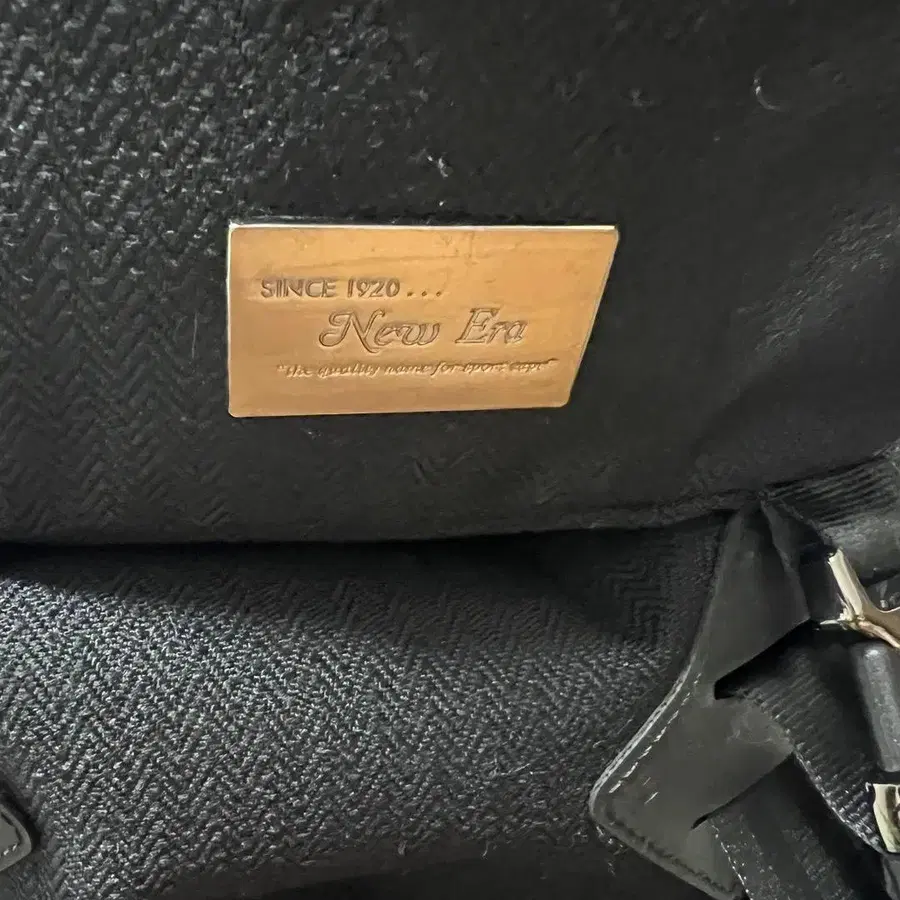 SINCE 1920...
New Era
"the quality name for sport caps"